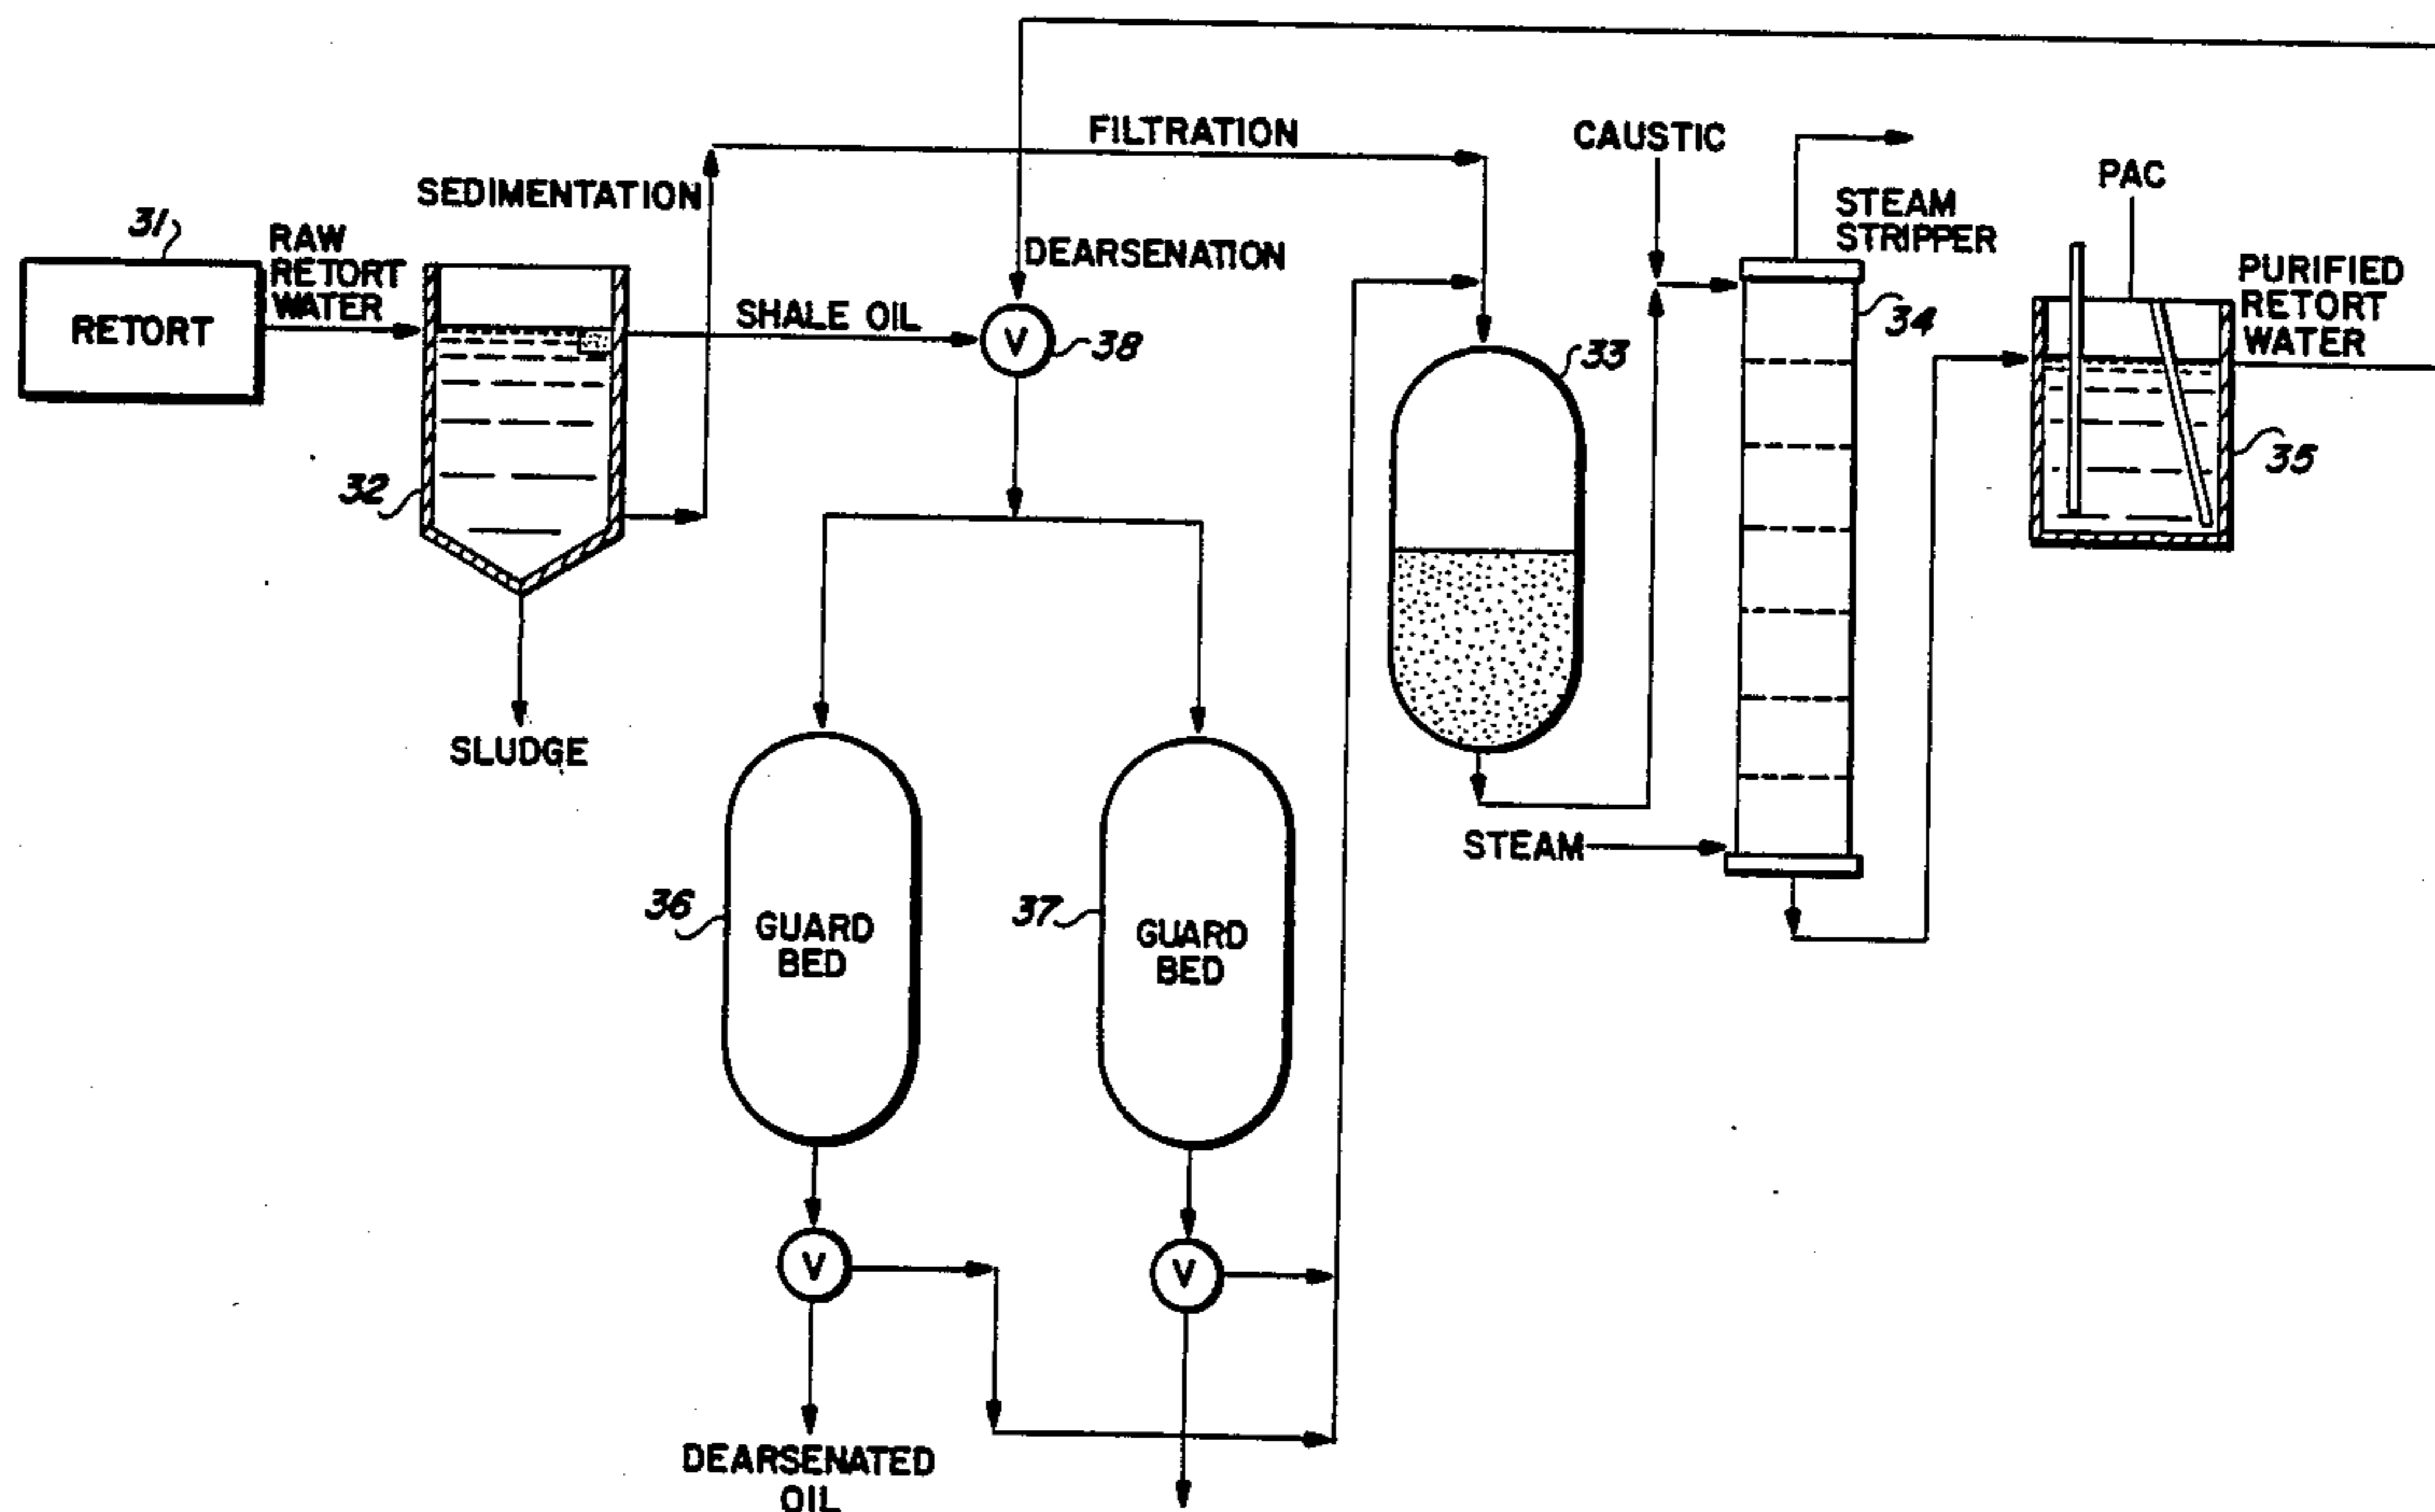 FILTRATION
CAUSTIC
PAC
SEDIMENTATION
STEAM
STRIPPER
31
RAW
RETORT
WATER
DEARSENATION
PURIFIED
RETORT
WATER
RETORT
SHALE OIL
V
38
33
34
35
32
SLUDGE
STEAM
36
GUARD
BED
37
GUARD
BED
V
V
DEARSENATED
OIL